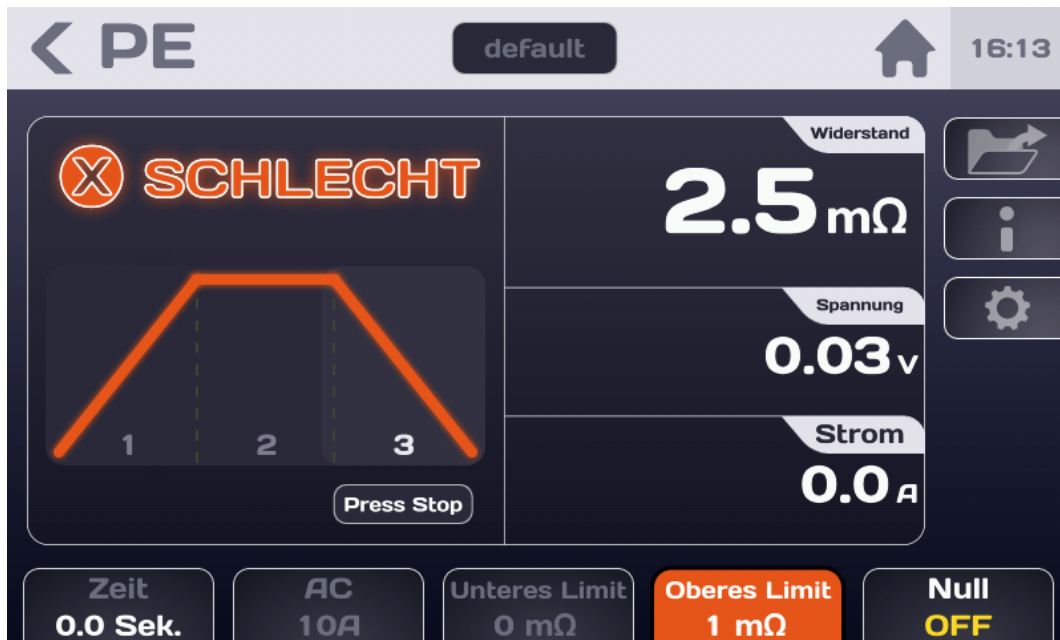 PE
default
16:13
SCHLECHT
Widerstand
2.5 mΩ
Spannung
0.03 V
Strom
0.0 A
1
2
3
Press Stop
Zeit
0.0 Sek.
AC
10A
Unteres Limit
0 mΩ
Oberes Limit
1 mΩ
Null
OFF